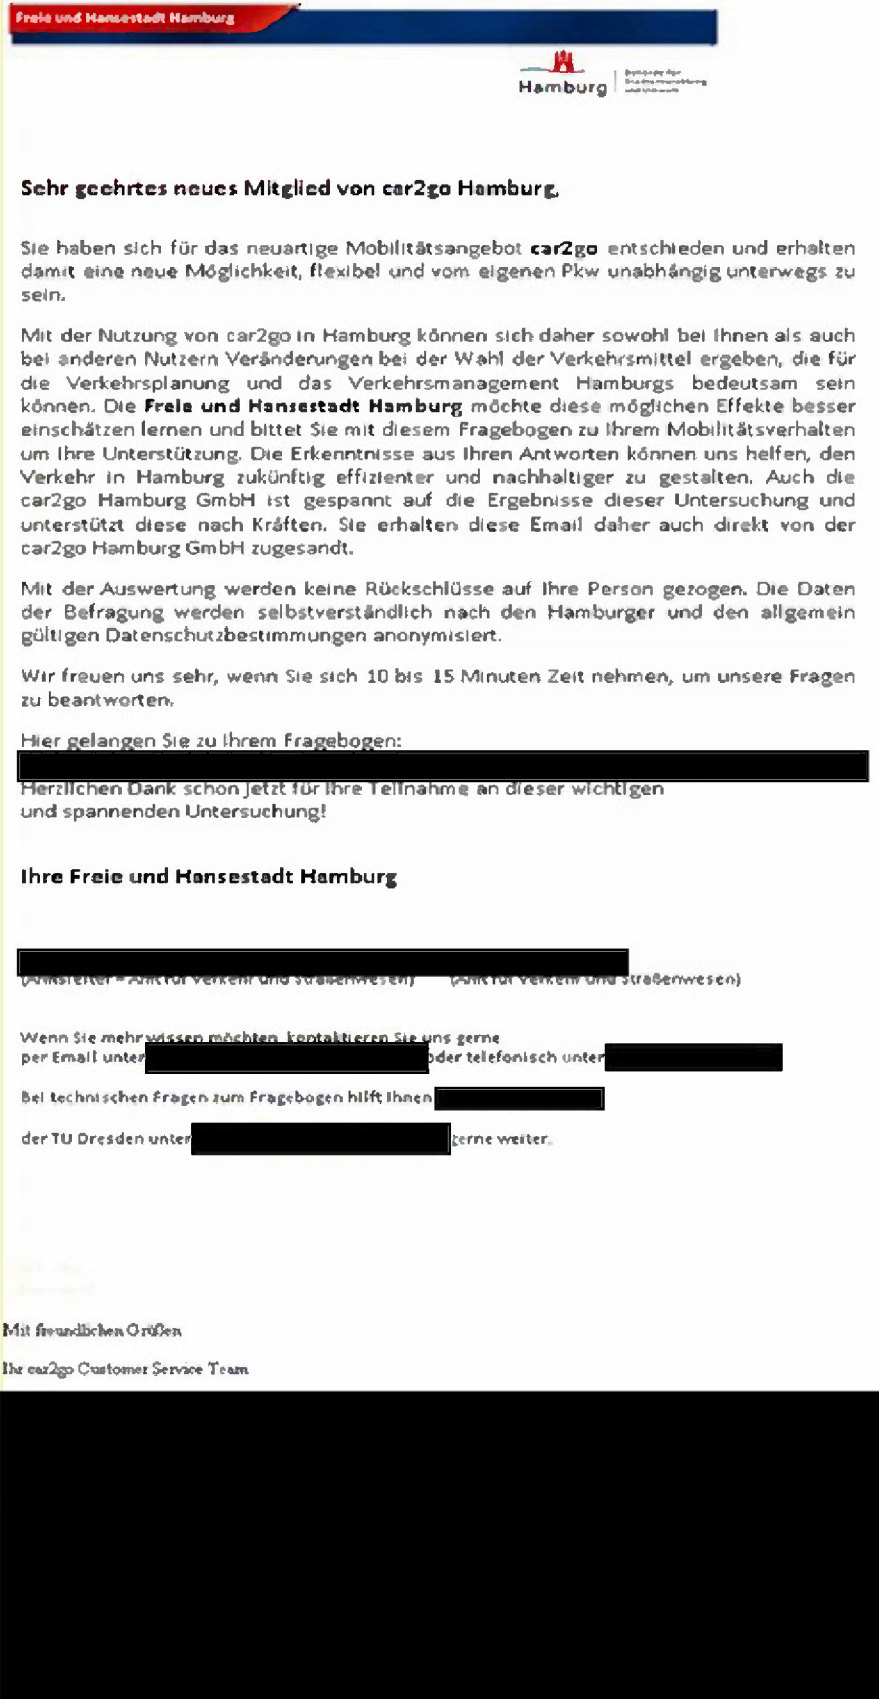 Freie und Hansestadt Hamburg
Hamburg
Sehr geehrtes neues Mitglied von car2go Hamburg,
Sie haben sich für das neuartige Mobilitätsangebot car2go entschieden und erhalten
damit eine neue Möglichkeit, flexibel und vom eigenen Pkw unabhängig unterwegs zu
sein.
Mit der Nutzung von car2go in Hamburg können sich daher sowohl bei Ihnen als auch
bei anderen Nutzern Veränderungen bei der Wahl der Verkehrsmittel ergeben, die für
die Verkehrsplanung und das Verkehrsmanagement Hamburgs bedeutsam sein
können. Die Freie und Hansestadt Hamburg möchte diese möglichen Effekte besser
einschätzen lernen und bittet Sie mit diesem Fragebogen zu Ihrem Mobilitätsverhalten
um Ihre Unterstützung. Die Erkenntnisse aus Ihren Antworten können uns helfen, den
Verkehr in Hamburg zukünftig effizienter und nachhaltiger zu gestalten. Auch die
car2go Hamburg GmbH ist gespannt auf die Ergebnisse dieser Untersuchung und
unterstützt diese nach Kräften. Sie erhalten diese Email daher auch direkt von der
car2go Hamburg GmbH zugesandt.
Mit der Auswertung werden keine Rückschlüsse auf Ihre Person gezogen. Die Daten
der Befragung werden selbstverständlich nach den Hamburger und den allgemein
gültigen Datenschutzbestimmungen anonymisiert.
Wir freuen uns sehr, wenn Sie sich 10 bis 15 Minuten Zeit nehmen, um unsere Fragen
zu beantworten.
Hier gelangen Sie zu Ihrem Fragebogen:
Herzlichen Dank schon jetzt für Ihre Teilnahme an dieser wichtigen
und spannenden Untersuchung!
Ihre Freie und Hansestadt Hamburg
(Amtsleiter – Amt für Verkehr und Straßenwesen) (Amt für Verkehr und Straßenwesen)
Wenn Sie mehr wissen möchten, kontaktieren Sie uns gerne
per Email unter oder telefonisch unter
Bei technischen Fragen zum Fragebogen hilft Ihnen
der TU Dresden unter gerne weiter.
Mit freundlichen Grüßen
Ihr car2go Customer Service Team